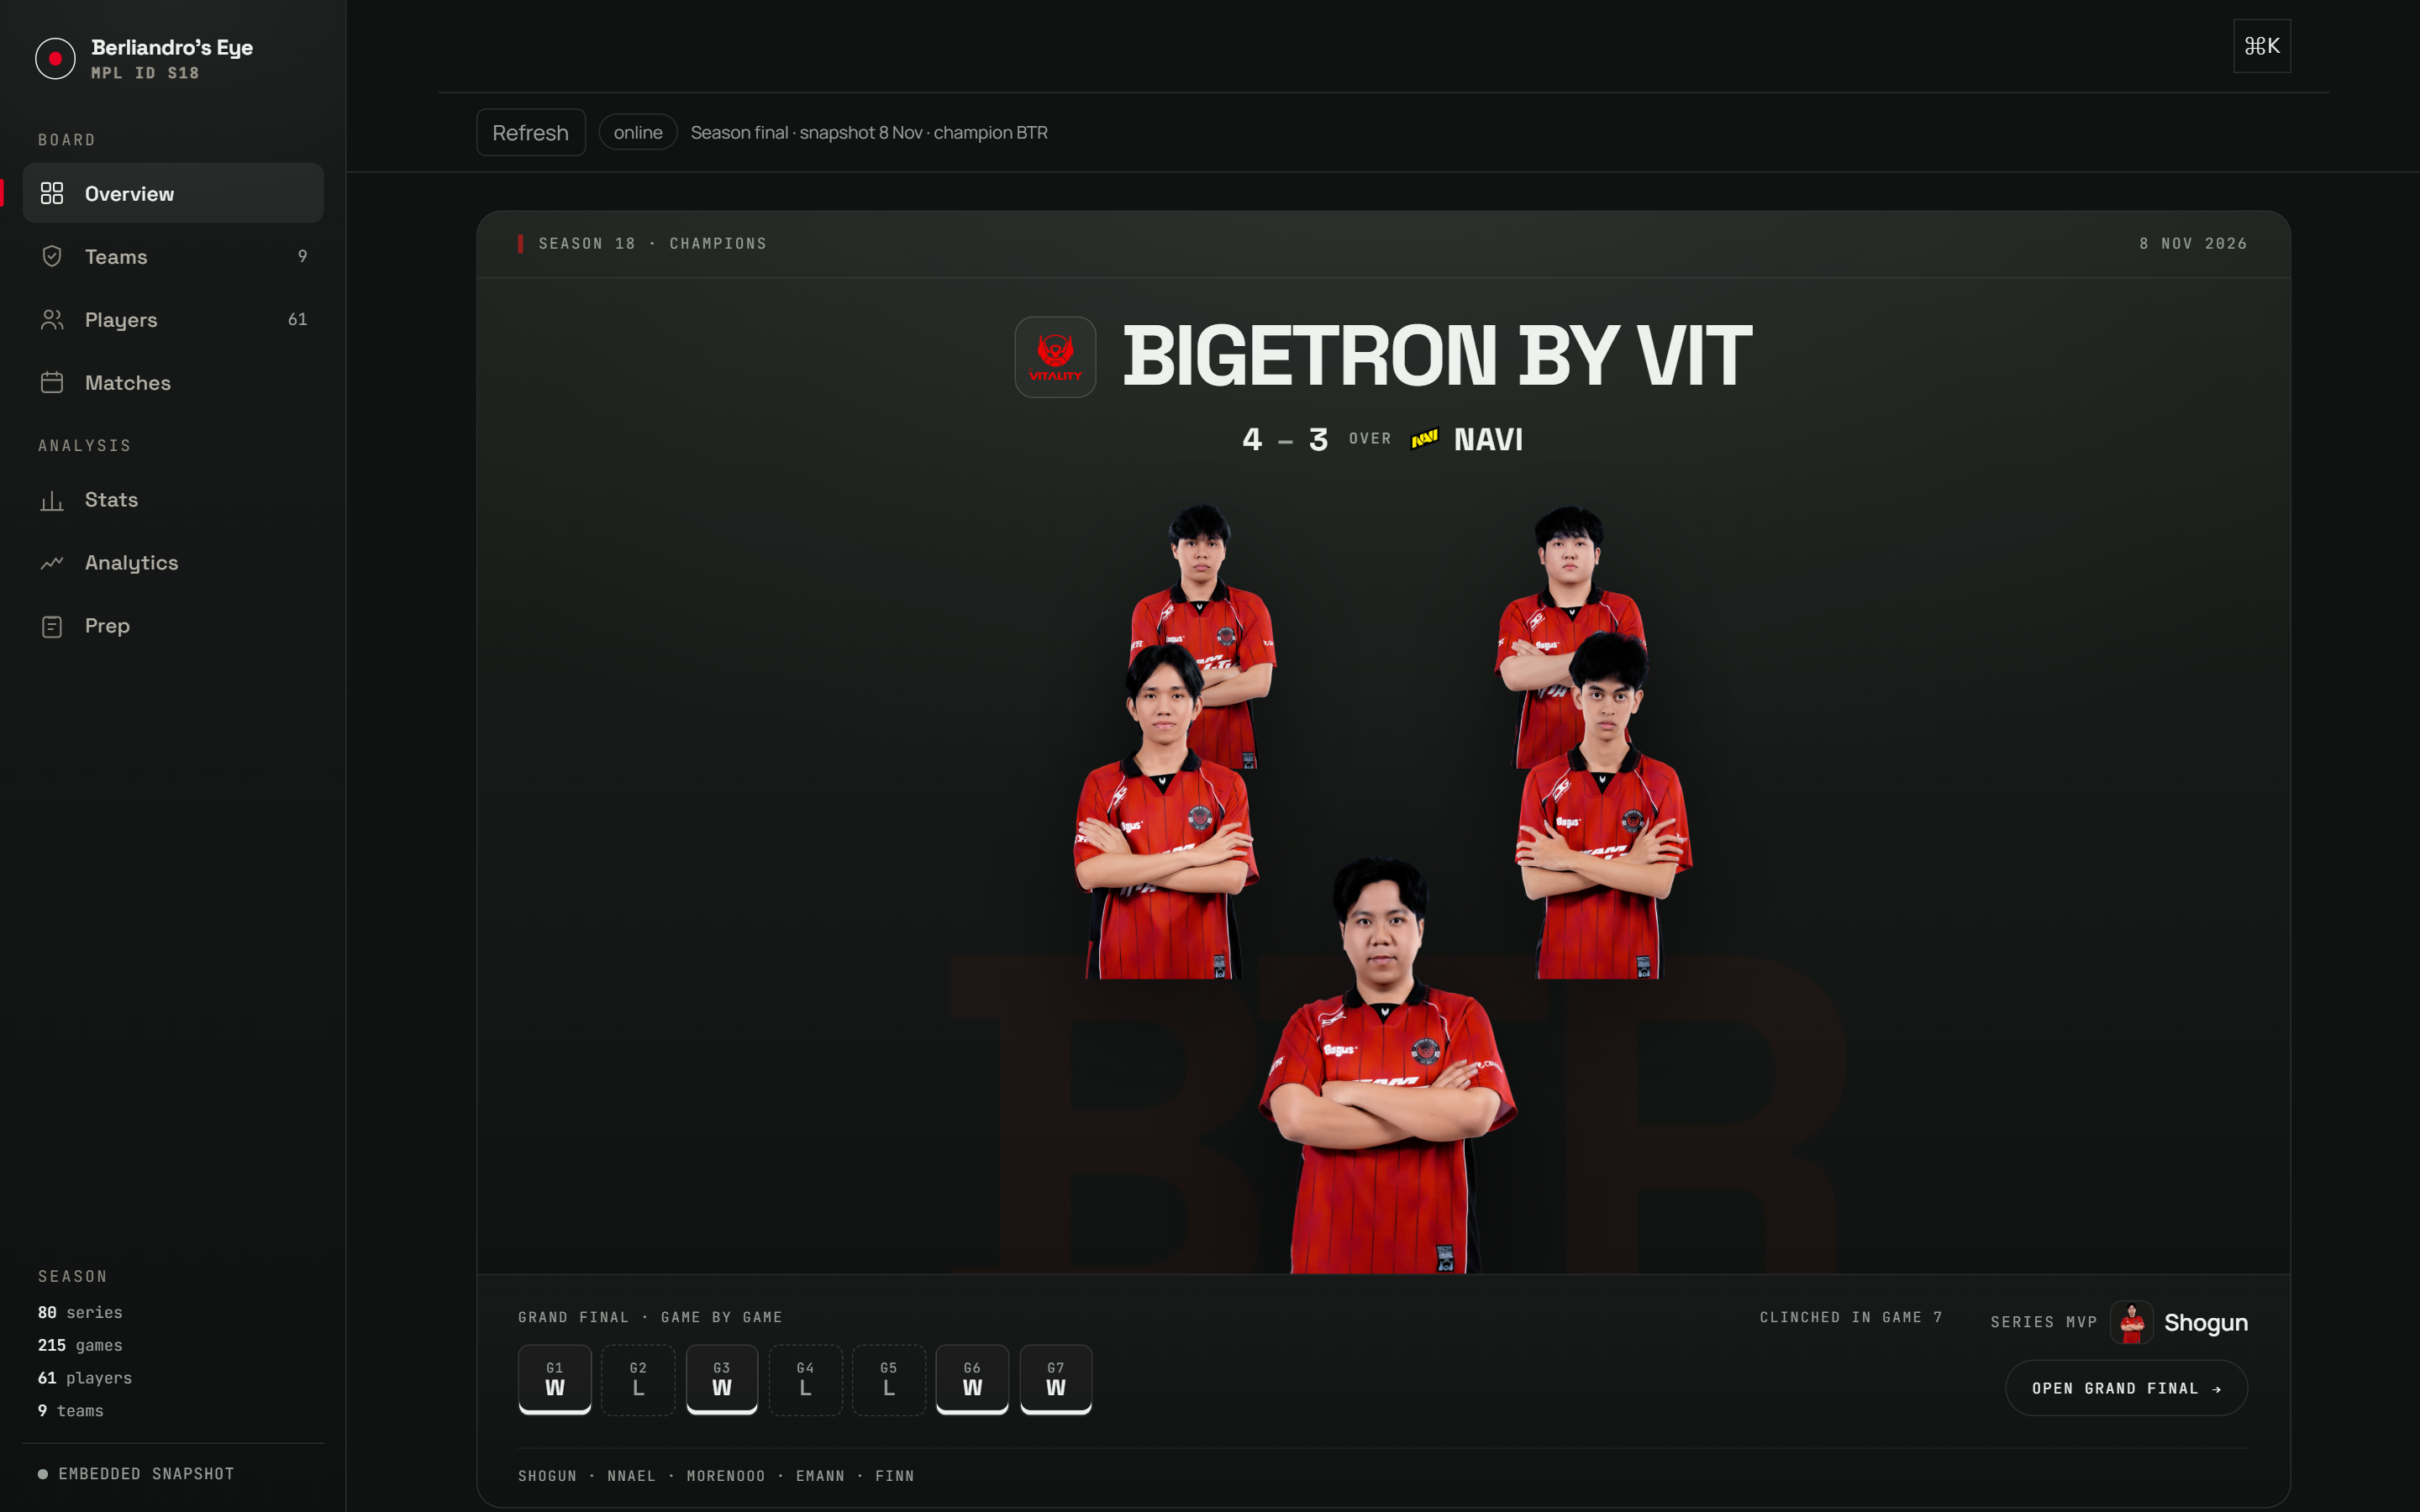 Berliandro's Eye
MPL ID S18
BOARD
Overview
Teams 9
Players 61
Matches
ANALYSIS
Stats
Analytics
Prep
SEASON
80 series
215 games
61 players
9 teams
EMBEDDED SNAPSHOT
⌘K
Refresh online Season final · snapshot 8 Nov · champion BTR
SEASON 18 · CHAMPIONS 8 NOV 2026
VITALITY
BIGETRON BY VIT
4 – 3 OVER NAVI NAVI
Bagus
BTR
GRAND FINAL · GAME BY GAME
G1 G2 G3 G4 G5 G6 G7
W L W L L W W
CLINCHED IN GAME 7 SERIES MVP Shogun
OPEN GRAND FINAL →
SHOGUN · NNAEL · MORENOOO · EMANN · FINN